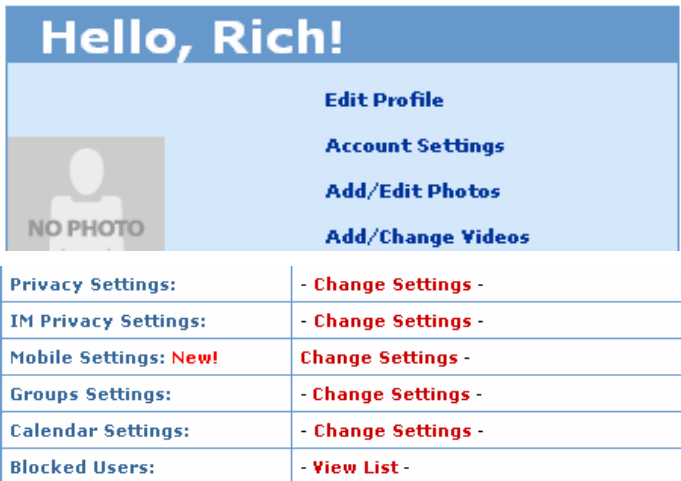 Hello, Rich!
Edit Profile
Account Settings
Add/Edit Photos
NO PHOTO
Add/Change Videos
Privacy Settings: - Change Settings -
IM Privacy Settings: - Change Settings -
Mobile Settings: New! Change Settings -
Groups Settings: - Change Settings -
Calendar Settings: - Change Settings -
Blocked Users: - View List -